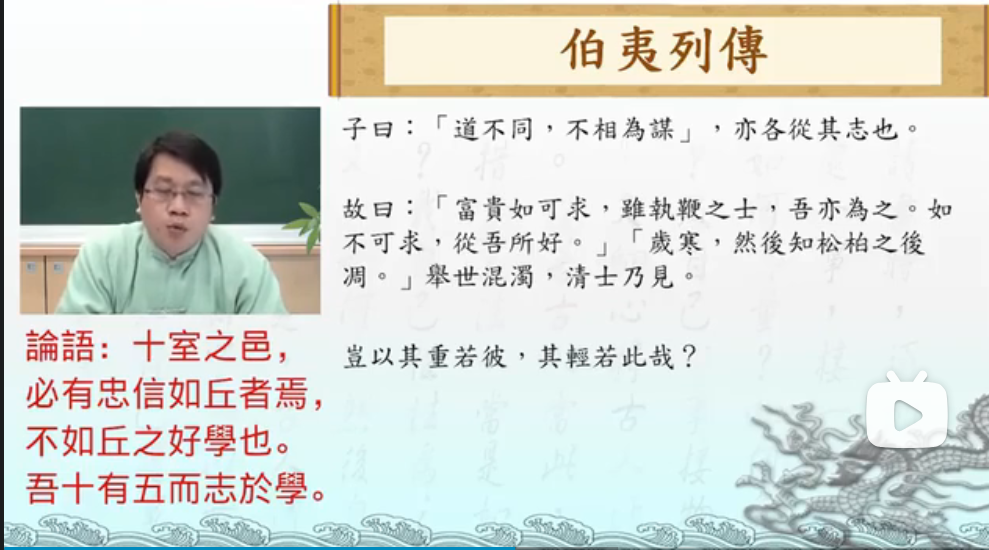 伯夷列傳
子曰：「道不同，不相為謀」，亦各從其志也。
故曰：「富貴如可求，雖執鞭之士，吾亦為之。如
不可求，從吾所好。」「歲寒，然後知松柏之後
凋。」舉世混濁，清士乃見。
豈以其重若彼，其輕若此哉？
論語：十室之邑，
必有忠信如丘者焉，
不如丘之好學也。
吾十有五而志於學。